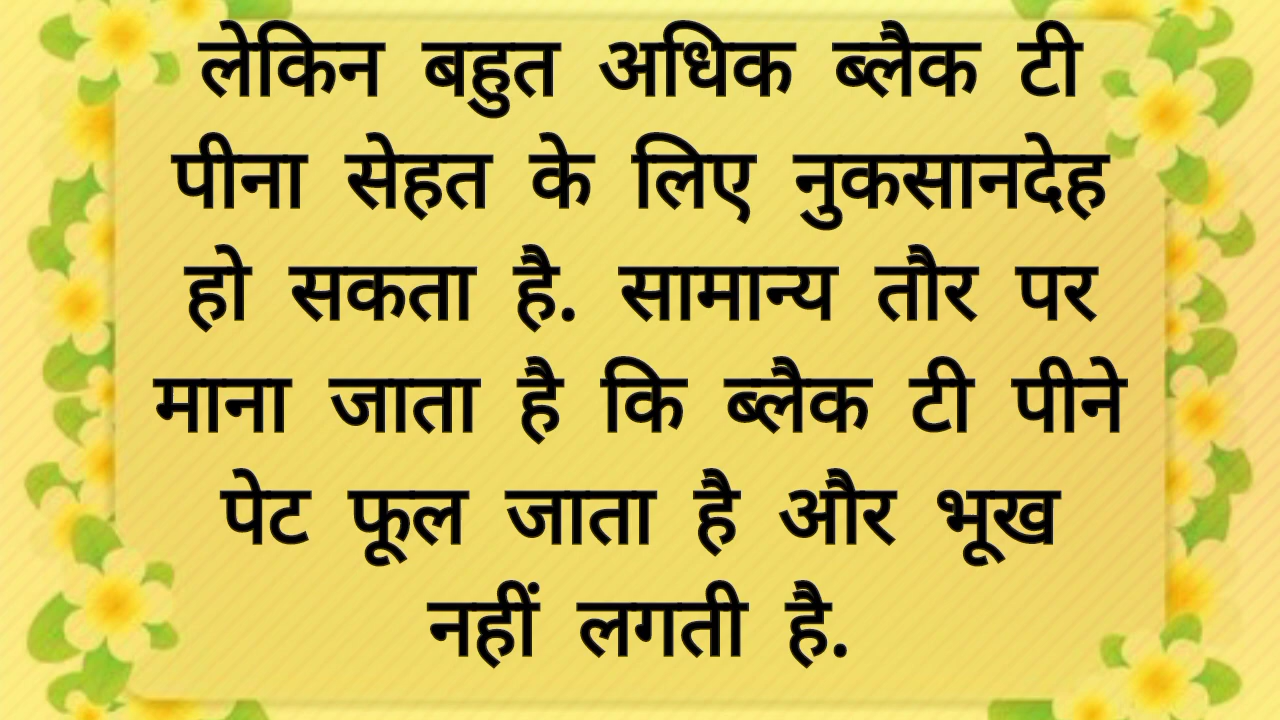 लेकिन बहुत अधिक ब्लैक टी
पीना सेहत के लिए नुकसानदेह
हो सकता है. सामान्य तौर पर
माना जाता है कि ब्लैक टी पीने
पेट फूल जाता है और भूख
नहीं लगती है.